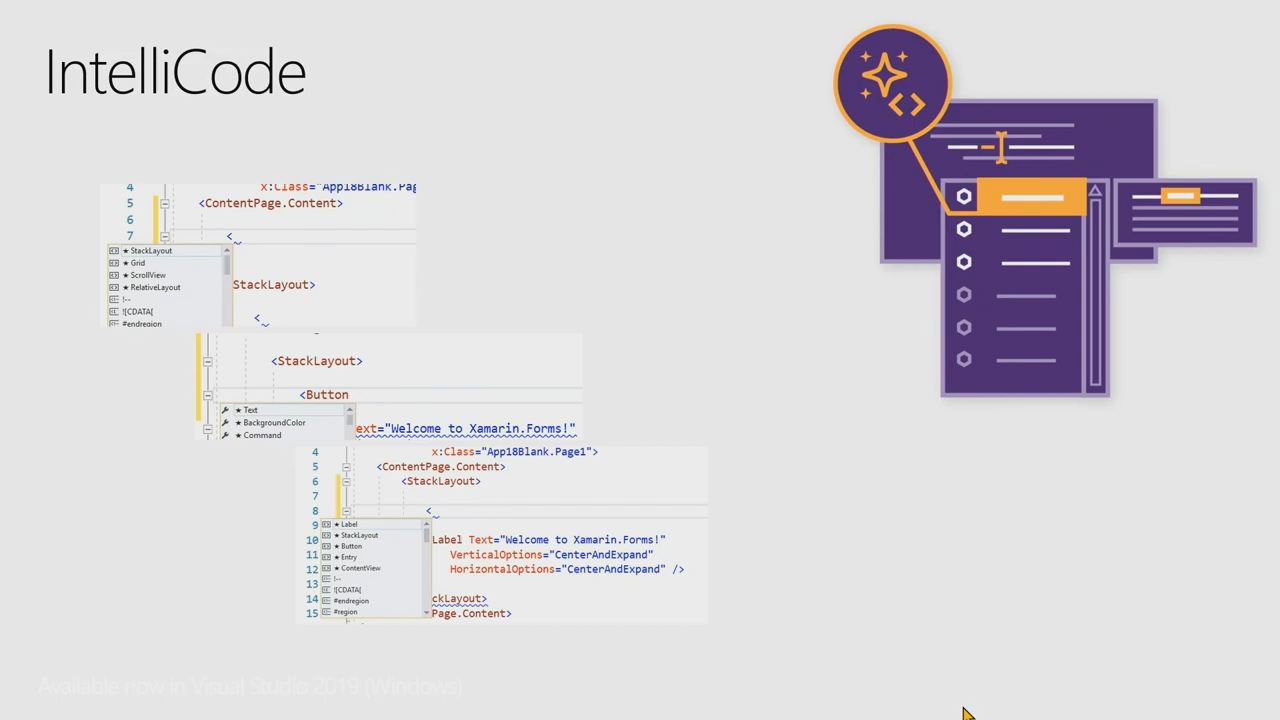 IntelliCode
4 x:Class="App18Blank.Pag
5 <ContentPage.Content>
6
7 <
★ StackLayout
★ Grid
★ ScrollView
★ RelativeLayout
!--
![CDATA[
#endregion
StackLayout>
<
<StackLayout>
<Button
★ Text
★ BackgroundColor
★ Command
ext="Welcome to Xamarin.Forms!"
4 x:Class="App18Blank.Page1">
5 <ContentPage.Content>
6 <StackLayout>
7
8 <
9
★ Label
★ StackLayout
★ Button
★ Entry
★ ContentView
!--
![CDATA[
#endregion
#region
10 Label Text="Welcome to Xamarin.Forms!"
11 VerticalOptions="CenterAndExpand"
12 HorizontalOptions="CenterAndExpand" />
13
14 ckLayout>
15 Page.Content>
Available now in Visual Studio 2019 (Windows)